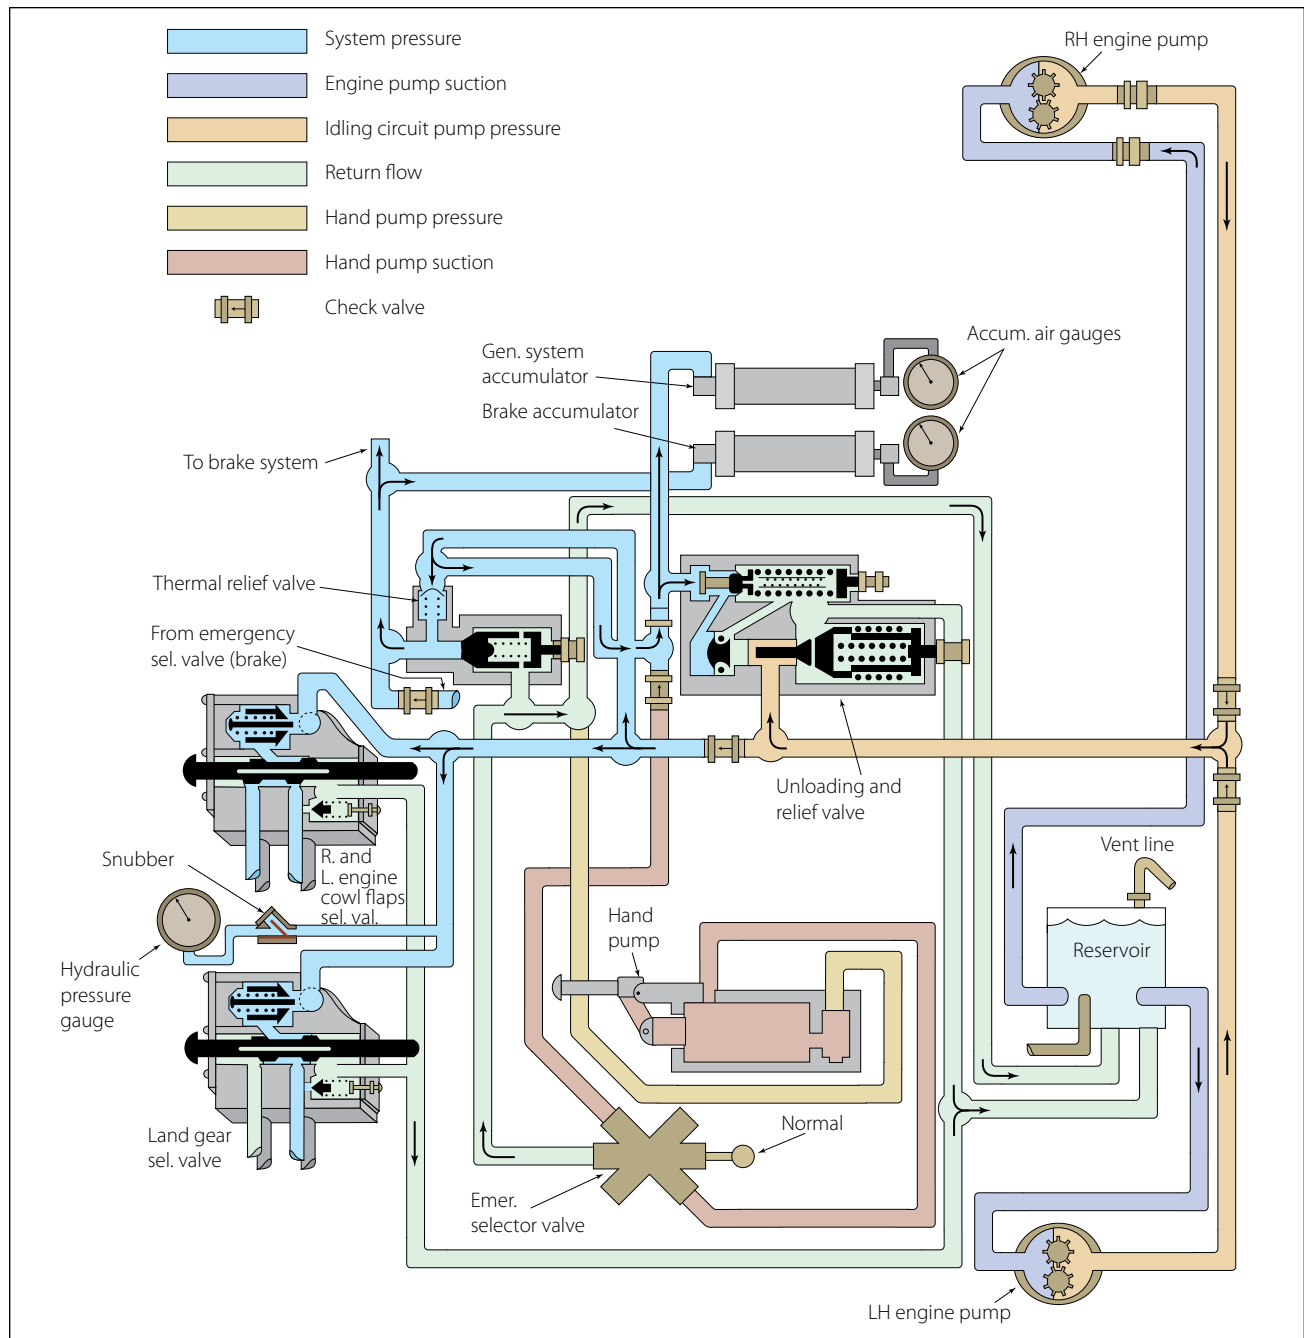 System pressure
Engine pump suction
Idling circuit pump pressure
Return flow
Hand pump pressure
Hand pump suction
Check valve
RH engine pump
Accum. air gauges
Gen. system
accumulator
Brake accumulator
To brake system
Thermal relief valve
From emergency
sel. valve (brake)
Unloading and
relief valve
R. and
L. engine
cowl flaps
sel. val.
Snubber
Hydraulic
pressure
gauge
Hand
pump
Vent line
Reservoir
Land gear
sel. valve
Normal
Emer.
selector valve
LH engine pump